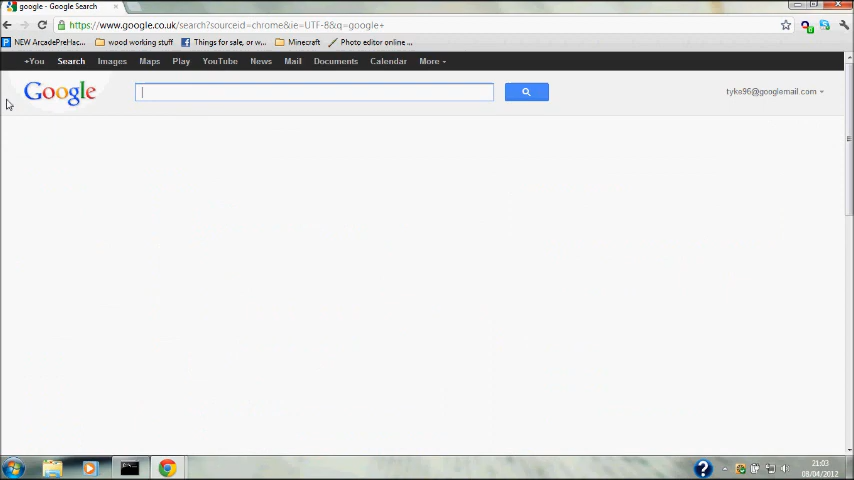 google - Google Search
https://www.google.co.uk/search?sourceid=chrome&ie=UTF-8&q=google+
NEW ArcadePreHac... wood working stuff Things for sale, or w... Minecraft Photo editor online ...
+You Search Images Maps Play YouTube News Mail Documents Calendar More
Google tyke96@googlemail.com
21:03
08/04/2012